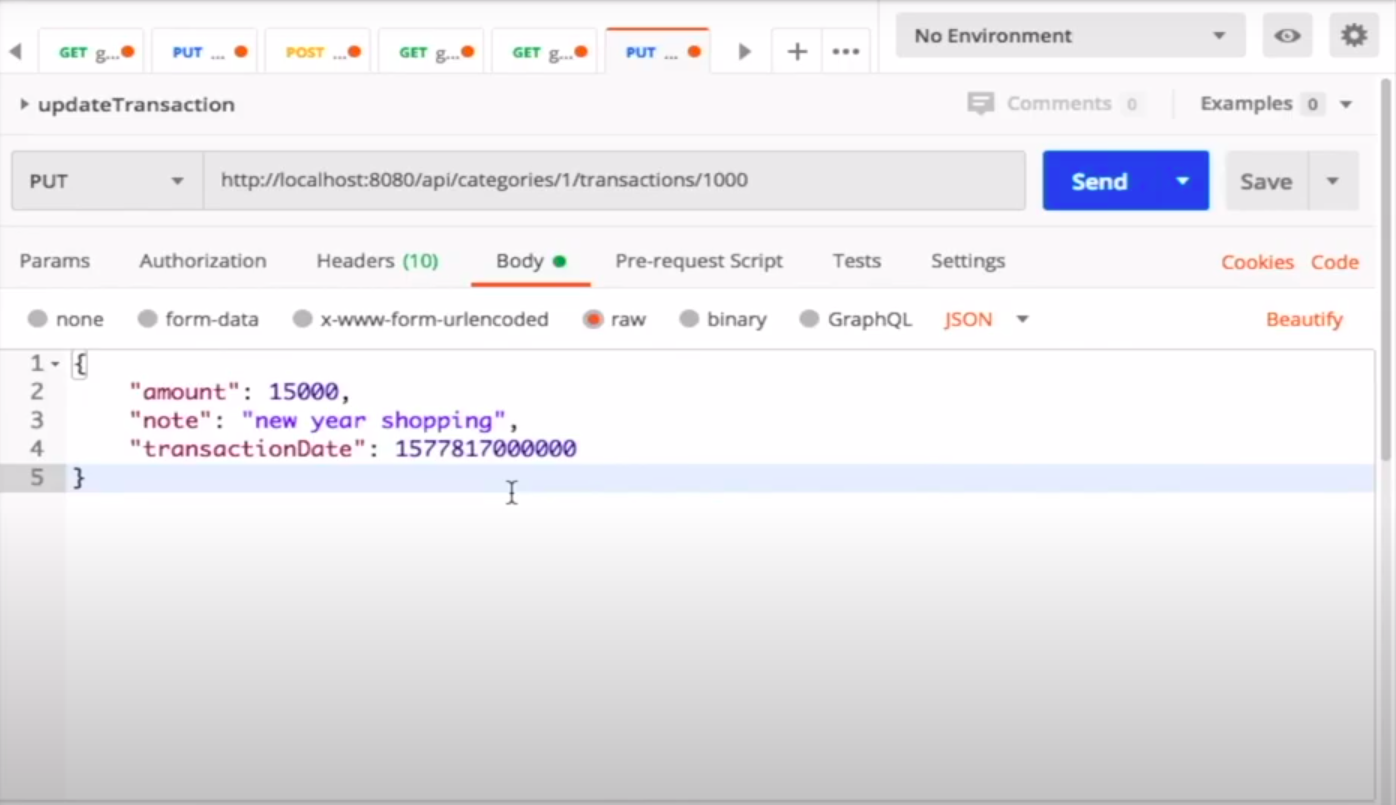 GET g... PUT ... POST ... GET g... GET g... PUT ... + ••• No Environment
updateTransaction Comments 0 Examples 0
PUT http://localhost:8080/api/categories/1/transactions/1000 Send Save
Params Authorization Headers (10) Body Pre-request Script Tests Settings Cookies Code
none form-data x-www-form-urlencoded raw binary GraphQL JSON Beautify
1 {
2 "amount": 15000,
3 "note": "new year shopping",
4 "transactionDate": 1577817000000
5 }